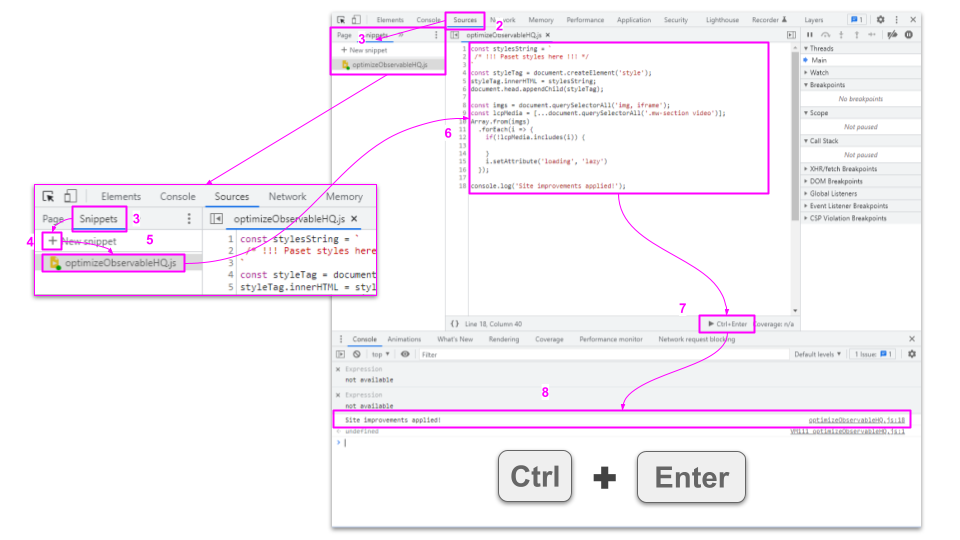 Elements Console Sources Network Memory Performance Application Security Lighthouse Recorder Layers 1
2
Page Snippets
3
+ New snippet
optimizeObservableHQ.js
optimizeObservableHQ.js ×
1 const stylesString = `
2 /* !!! Paset styles here !!! */
3 `
4 const styleTag = document.createElement('style');
5 styleTag.innerHTML = stylesString;
6 document.head.appendChild(styleTag);
7
8 const imgs = document.querySelectorAll('img, iframe');
9 const lcpMedia = [...document.querySelectorAll('.mw-section video')];
10 Array.from(imgs)
11 .forEach(i => {
12 if(!lcpMedia.includes(i)) {
13
14 }
15 i.setAttribute('loading', 'lazy')
16 });
17
18 console.log('Site improvements applied!');
6
Threads
Main
Watch
Breakpoints
No breakpoints
Scope
Not paused
Call Stack
Not paused
XHR/fetch Breakpoints
DOM Breakpoints
Global Listeners
Event Listener Breakpoints
CSP Violation Breakpoints
Elements Console Sources Network Memory
Page Snippets 3
optimizeObservableHQ.js ×
4 + New snippet 5
optimizeObservableHQ.js
1 const stylesString = `
2 /* !!! Paset styles here
3 `
4 const styleTag = document
5 styleTag.innerHTML = styl
7
{} Line 18, Column 40
Ctrl+Enter Coverage: n/a
Console Animations What's New Rendering Coverage Performance monitor Network request blocking ×
top Filter Default levels 1 Issue: 1
× Expression
not available
× Expression
not available
8
Site improvements applied! optimizeObservableHQ.js:18
undefined
optimizeObservableHQ.js:1
>
Ctrl + Enter